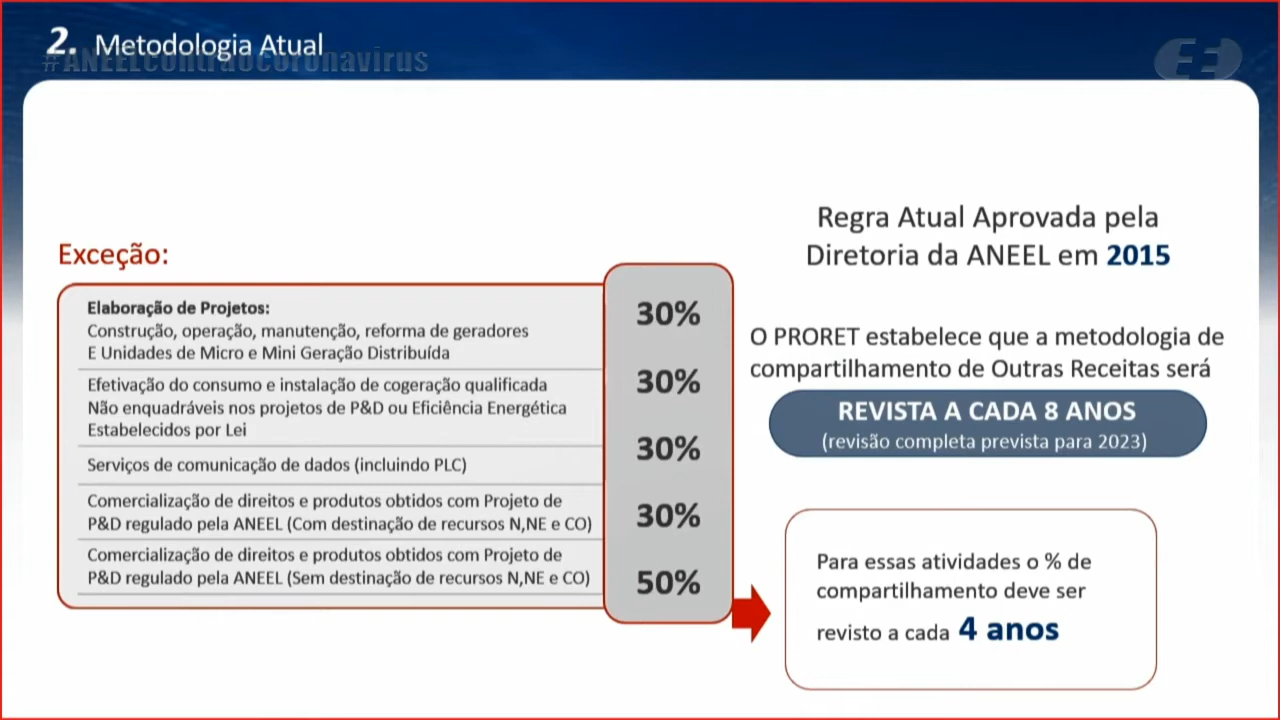 2. Metodologia Atual
#ANEELcontraocoronavirus
Exceção:
Elaboração de Projetos:
Construção, operação, manutenção, reforma de geradores
E Unidades de Micro e Mini Geração Distribuída
30%
Efetivação do consumo e instalação de cogeração qualificada
Não enquadráveis nos projetos de P&D ou Eficiência Energética
Estabelecidos por Lei
30%
Serviços de comunicação de dados (incluindo PLC)
30%
Comercialização de direitos e produtos obtidos com Projeto de
P&D regulado pela ANEEL (Com destinação de recursos N,NE e CO)
30%
Comercialização de direitos e produtos obtidos com Projeto de
P&D regulado pela ANEEL (Sem destinação de recursos N,NE e CO)
50%
Regra Atual Aprovada pela
Diretoria da ANEEL em 2015
O PRORET estabelece que a metodologia de
compartilhamento de Outras Receitas será
REVISTA A CADA 8 ANOS
(revisão completa prevista para 2023)
Para essas atividades o % de
compartilhamento deve ser
revisto a cada 4 anos